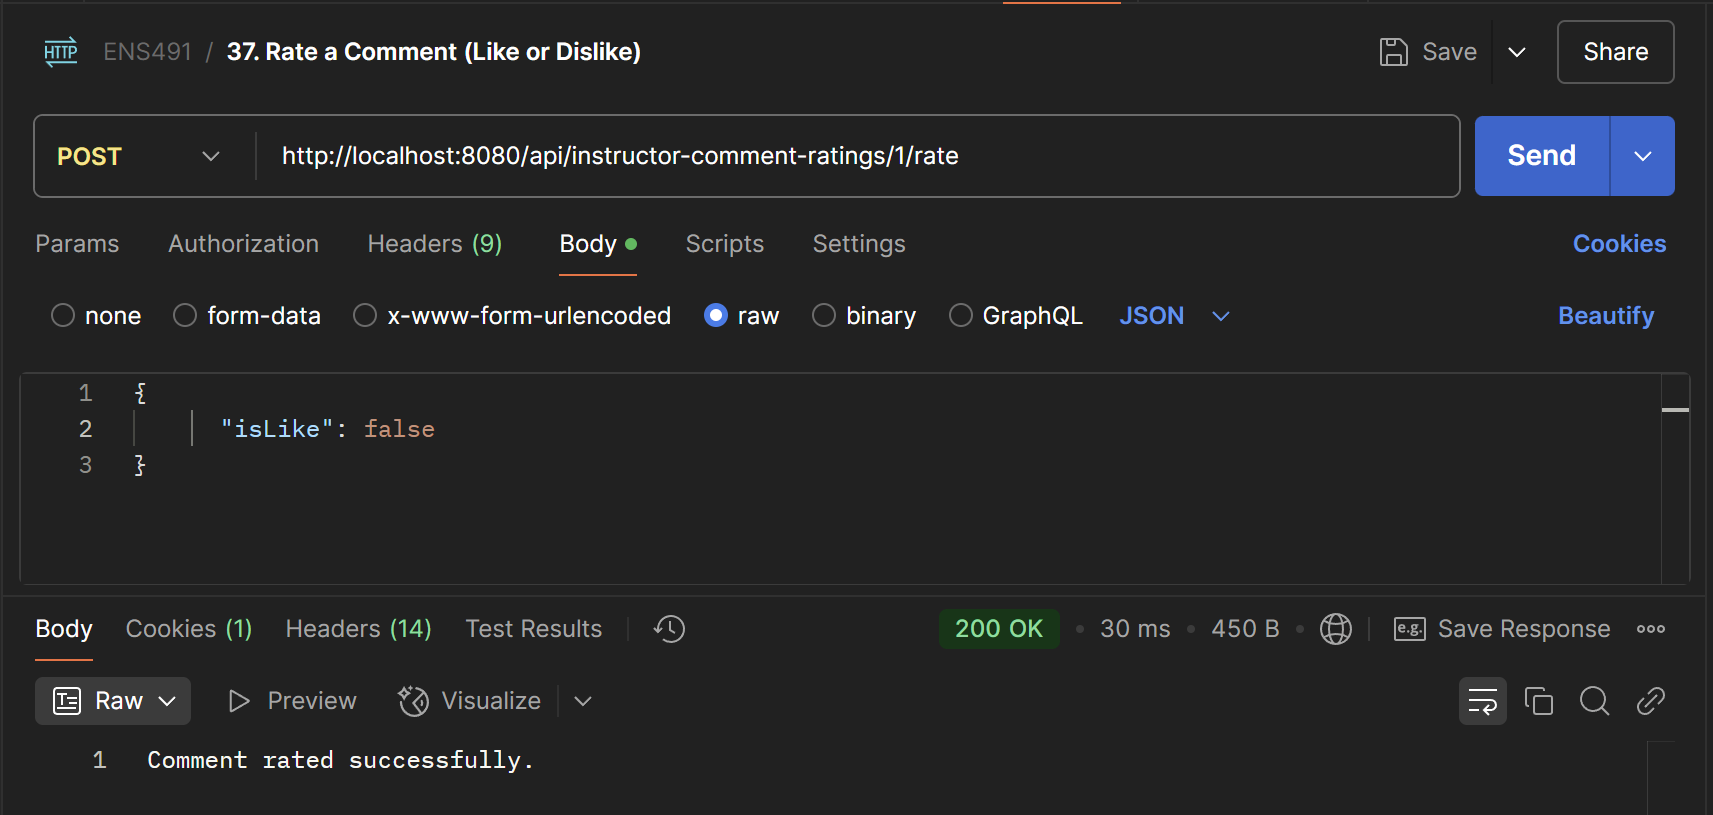 HTTP ENS491 / 37. Rate a Comment (Like or Dislike) Save Share
POST http://localhost:8080/api/instructor-comment-ratings/1/rate Send
Params Authorization Headers (9) Body Scripts Settings Cookies
none form-data x-www-form-urlencoded raw binary GraphQL JSON Beautify
1 {
2 "isLike": false
3 }
Body Cookies (1) Headers (14) Test Results 200 OK • 30 ms • 450 B • e.g. Save Response
Raw Preview Visualize
1 Comment rated successfully.